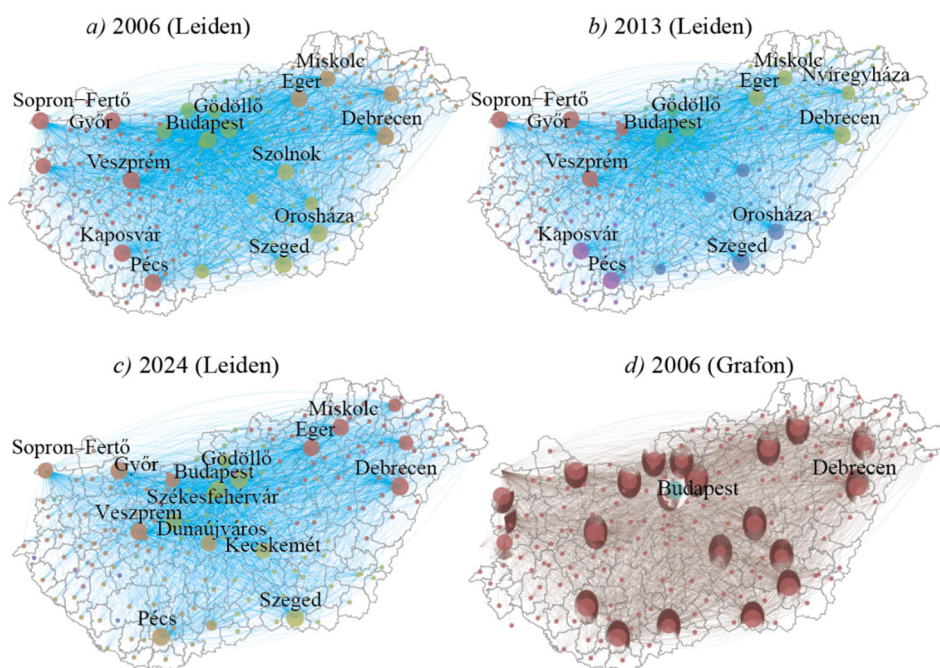 a) 2006 (Leiden)
Miskolc
Eger
Sopron–Fertő
Gödöllő
Győr
Budapest
Debrecen
Veszprém
Szolnok
Orosháza
Kaposvár
Szeged
Pécs
b) 2013 (Leiden)
Miskolc
Nyíregyháza
Eger
Sopron–Fertő
Gödöllő
Győr
Budapest
Debrecen
Veszprém
Orosháza
Kaposvár
Szeged
Pécs
c) 2024 (Leiden)
Miskolc
Eger
Sopron–Fertő
Gödöllő
Győr
Budapest
Debrecen
Székesfehérvár
Veszprém
Dunaújváros
Kecskemét
Pécs
Szeged
d) 2006 (Grafon)
Debrecen
Budapest